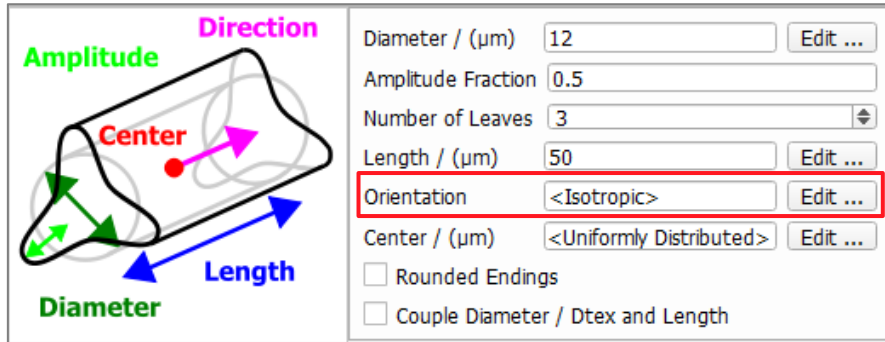 Direction
Amplitude
Center
Length
Diameter
Diameter / (µm) 12 Edit ...
Amplitude Fraction 0.5
Number of Leaves 3
Length / (µm) 50 Edit ...
Orientation <Isotropic> Edit ...
Center / (µm) <Uniformly Distributed> Edit ...
Rounded Endings
Couple Diameter / Dtex and Length